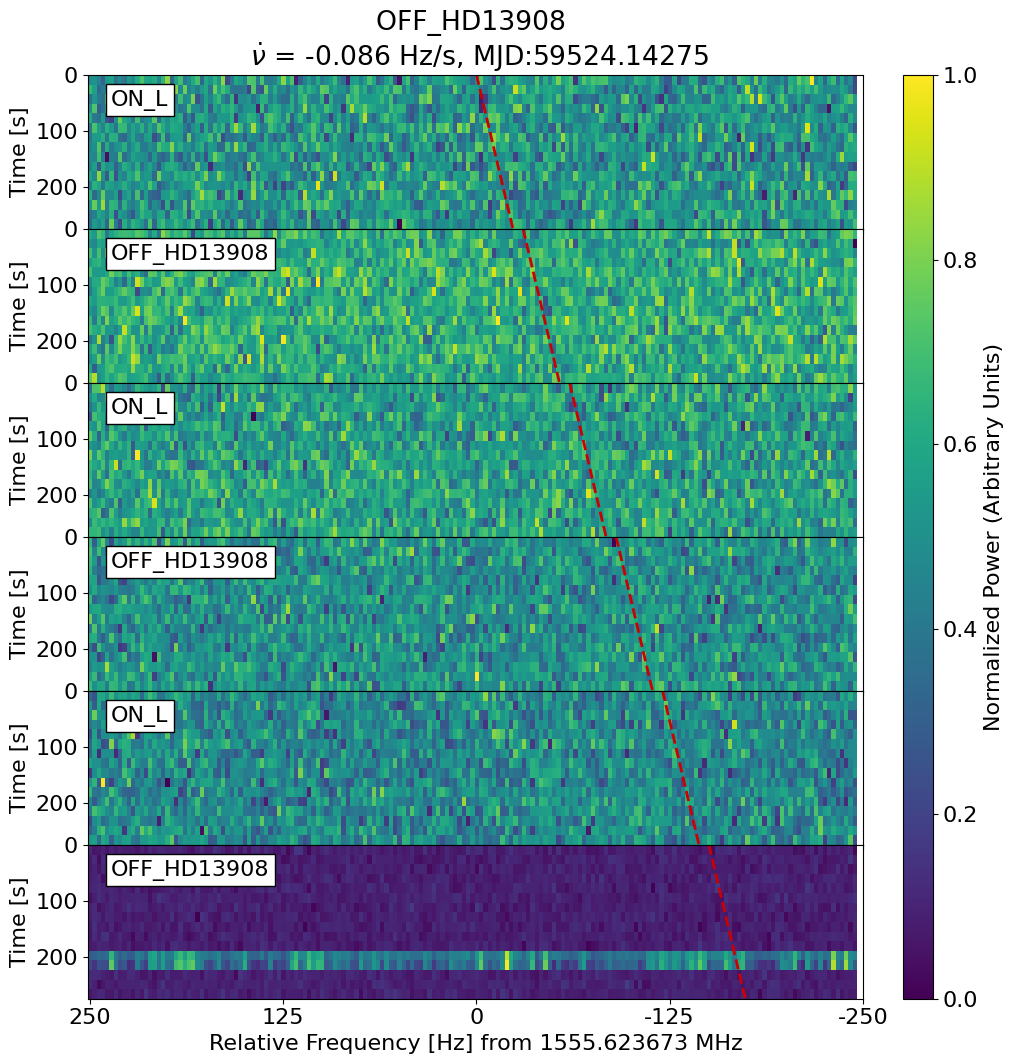 OFF_HD13908
ν̇ = -0.086 Hz/s, MJD:59524.14275
0
ON_L
100
200
Time [s]
0
OFF_HD13908
100
200
Time [s]
0
ON_L
100
200
Time [s]
0
OFF_HD13908
100
200
Time [s]
0
ON_L
100
200
Time [s]
0
OFF_HD13908
100
200
Time [s]
250 125 0 -125 -250
Relative Frequency [Hz] from 1555.623673 MHz
1.0
0.8
0.6
0.4
0.2
0.0
Normalized Power (Arbitrary Units)